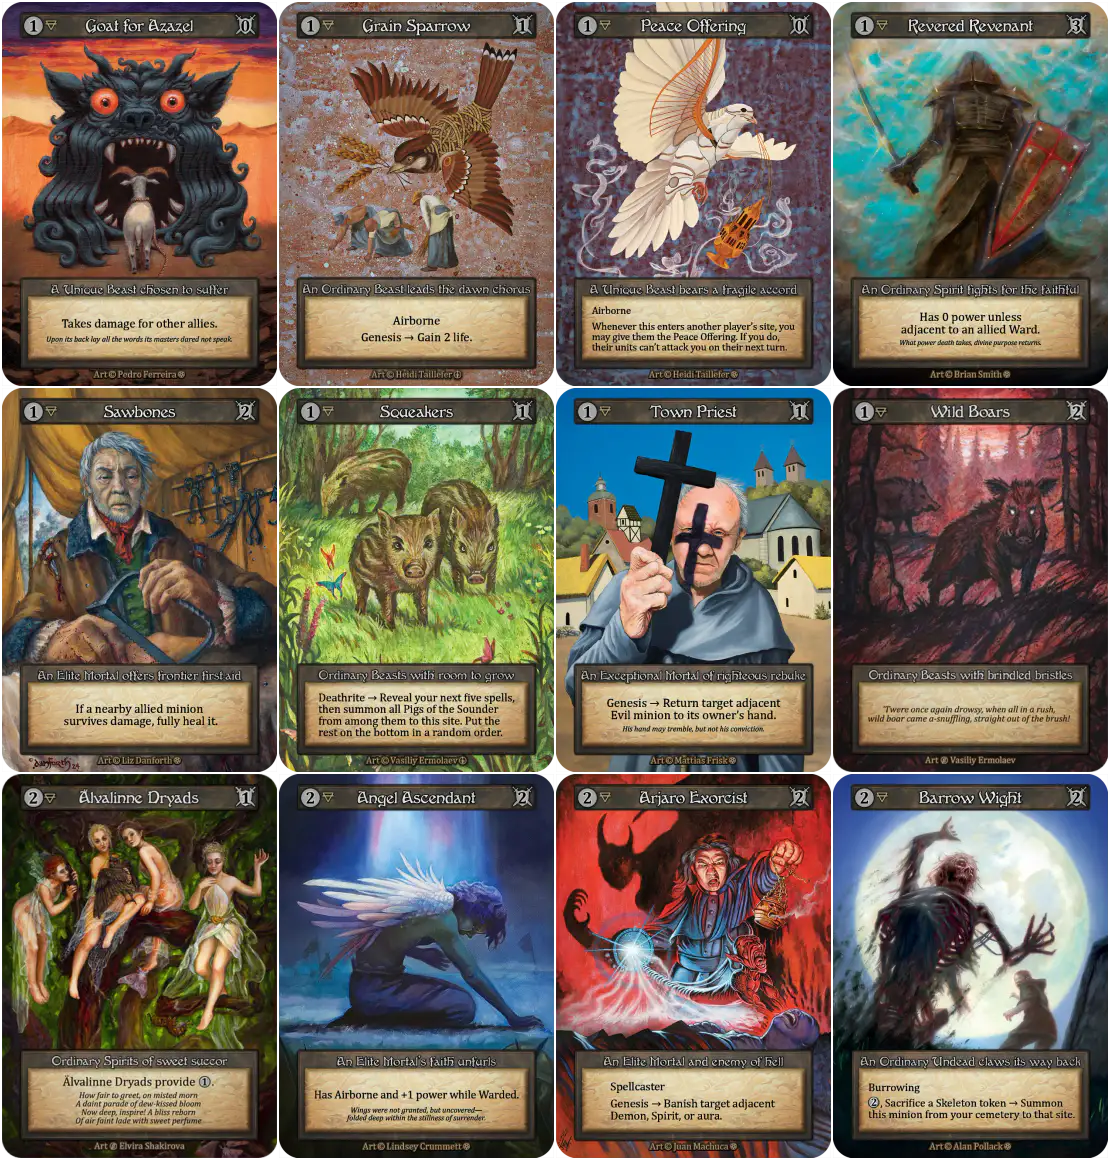 1 Goat for Azazel 0
A Unique Beast chosen to suffer
Takes damage for other allies.
Upon its back lay all the words its masters dared not speak.
Art © Pedro Ferreira
1 Grain Sparrow 1
An Ordinary Beast leads the dawn chorus
Airborne
Genesis → Gain 2 life.
Art © Heidi Taillefer
1 Peace Offering 0
A Unique Beast bears a fragile accord
Airborne
Whenever this enters another player's site, you
may give them the Peace Offering. If you do,
their units can't attack you on their next turn.
Art © Heidi Taillefer
1 Revered Revenant 3
An Ordinary Spirit fights for the faithful
Has 0 power unless
adjacent to an allied Ward.
What power death takes, divine purpose returns.
Art © Brian Smith
1 Sawbones 2
An Elite Mortal offers frontier first aid
If a nearby allied minion
survives damage, fully heal it.
©Danforth 24
Art © Liz Danforth
1 Squeakers 1
Ordinary Beasts with room to grow
Deathrite → Reveal your next five spells,
then summon all Pigs of the Sounder
from among them to this site. Put the
rest on the bottom in a random order.
Art © Vasiliy Ermolaev
1 Town Priest 1
An Exceptional Mortal of righteous rebuke
Genesis → Return target adjacent
Evil minion to its owner's hand.
His hand may tremble, but not his conviction.
Art © Mattias Frisk
1 Wild Boars 2
Ordinary Beasts with brindled bristles
'Twere once again drowsy, when all in a rush,
wild boar came a-snuffling, straight out of the brush!
Art Vasiliy Ermolaev
2 Älvalinne Dryads 1
Ordinary Spirits of sweet succor
Älvalinne Dryads provide 1.
How fair to greet, on misted morn
A daint parade of dew-kissed bloom
Now deep, inspire! A bliss reborn
Of air faint lade with sweet perfume
Art Elvira Shakirova
2 Angel Ascendant 2
An Elite Mortal's faith unfurls
Has Airborne and +1 power while Warded.
Wings were not granted, but uncovered—
folded deep within the stillness of surrender.
Art © Lindsey Crummett
2 Arjaro Exorcist 2
An Elite Mortal and enemy of hell
Spellcaster
Genesis → Banish target adjacent
Demon, Spirit, or aura.
Art © Juan Machuca
2 Barrow Wight 2
An Ordinary Undead claws its way back
Burrowing
2, Sacrifice a Skeleton token → Summon
this minion from your cemetery to that site.
Art © Alan Pollack